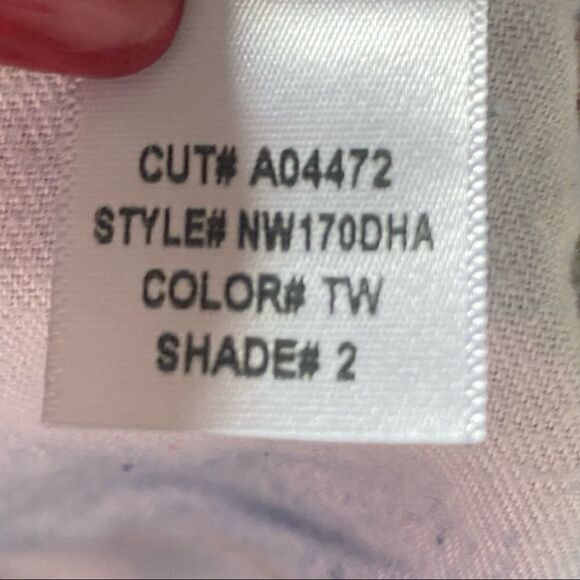 CUT# A04472
STYLE# NW170DHA
COLOR# TW
SHADE# 2